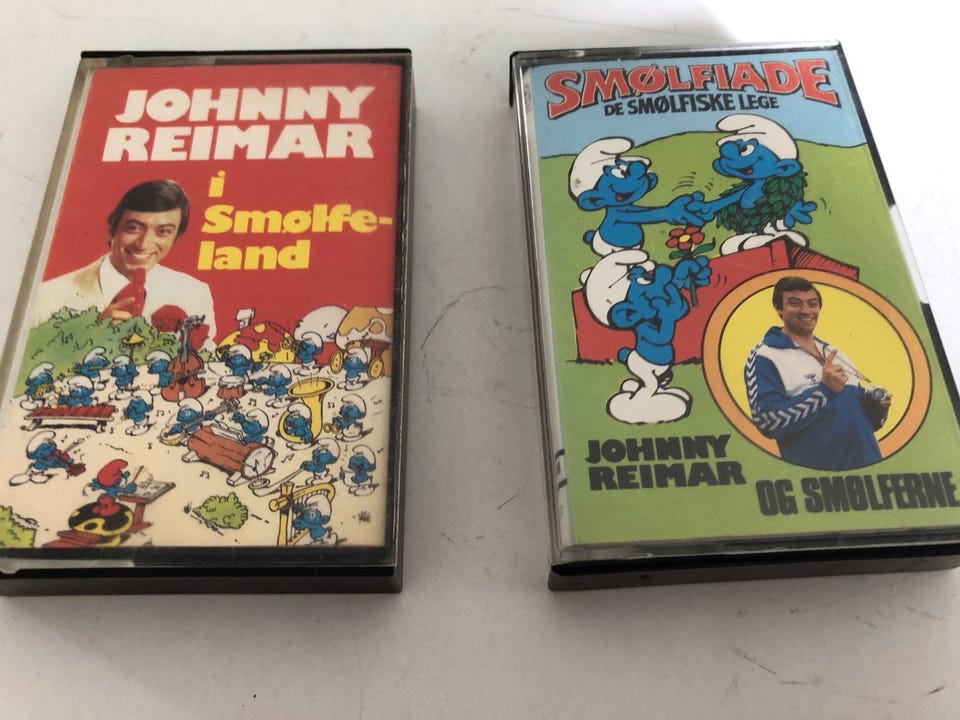 JOHNNY
REIMAR
i
Smølfe-
land
SMØLFIADE
DE SMØLFISKE LEGE
JOHNNY
REIMAR
OG SMØLFERNE